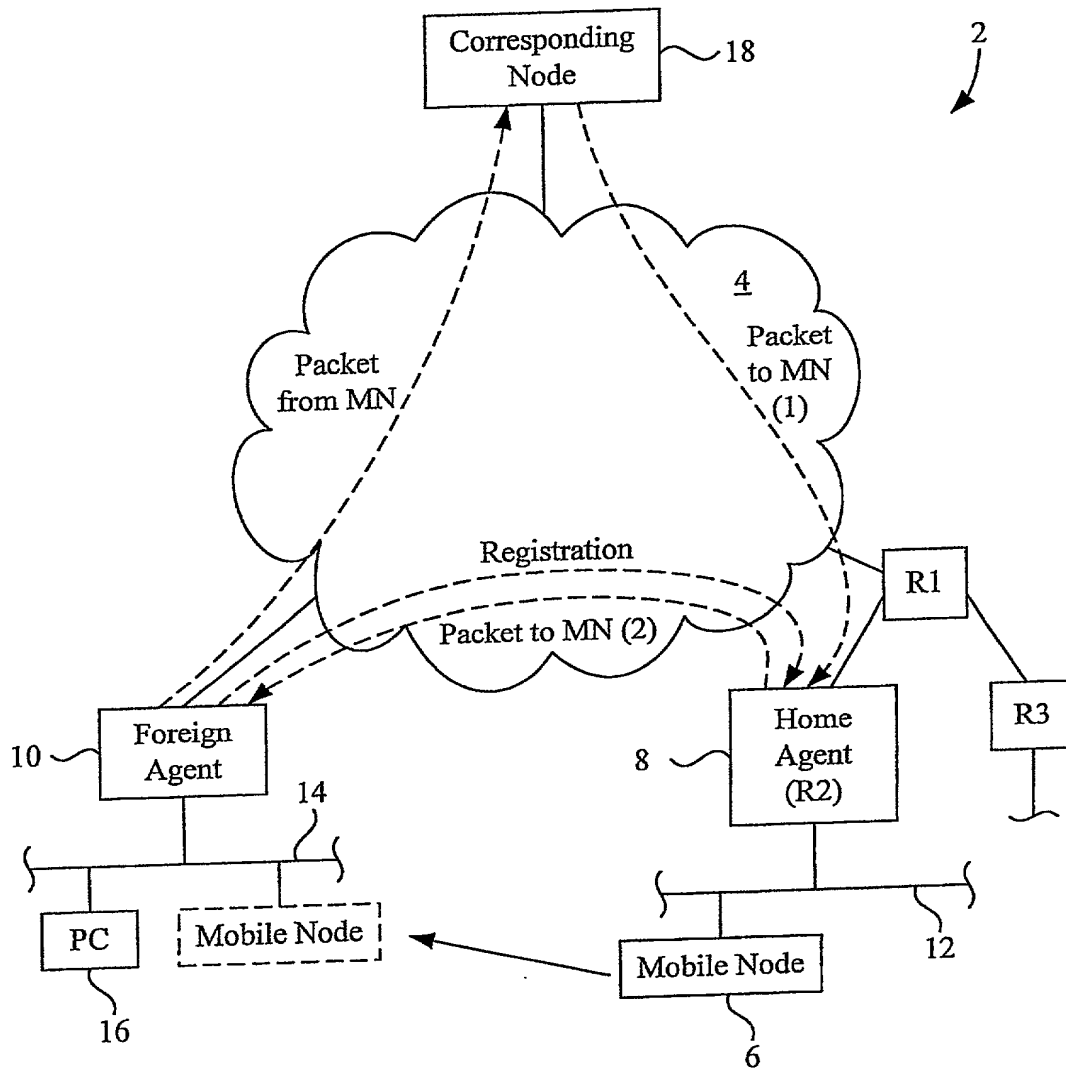 Corresponding
Node
18
2
4
Packet
to MN
(1)
Packet
from MN
Registration
R1
Packet to MN (2)
R3
10
Foreign
Agent
8
Home
Agent
(R2)
14
PC
Mobile Node
12
Mobile Node
16
6